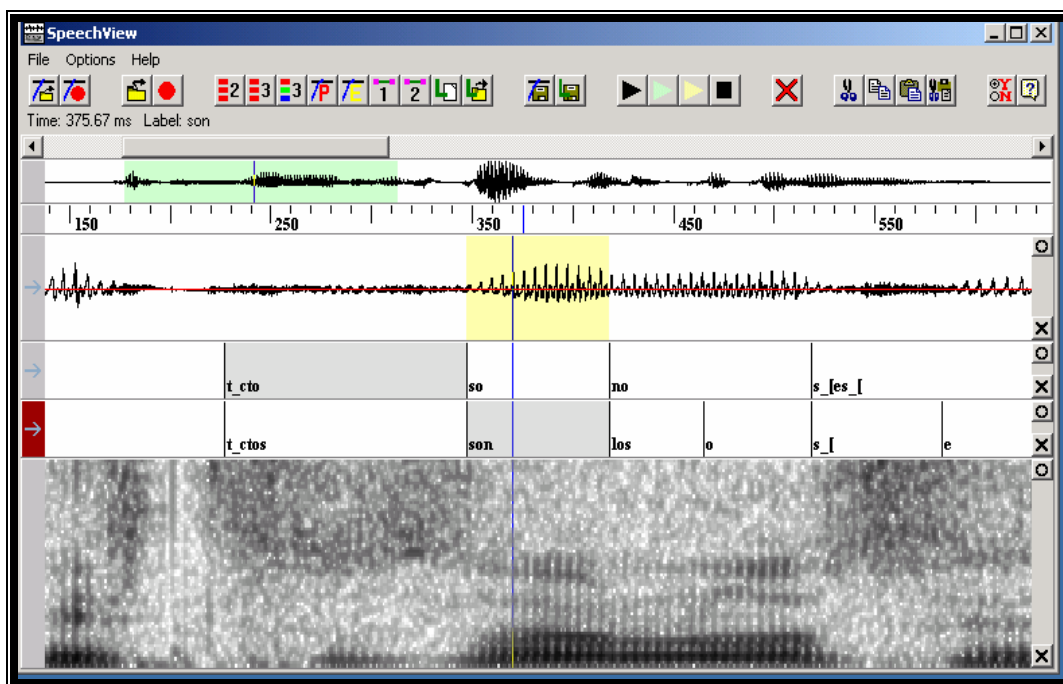 SpeechView
File Options Help
2 3 3 P E 1 2 ON
Time: 375.67 ms Label: son
150 250 350 450 550
t_cto so no s_[es_[
t_ctos son los o s_[ e